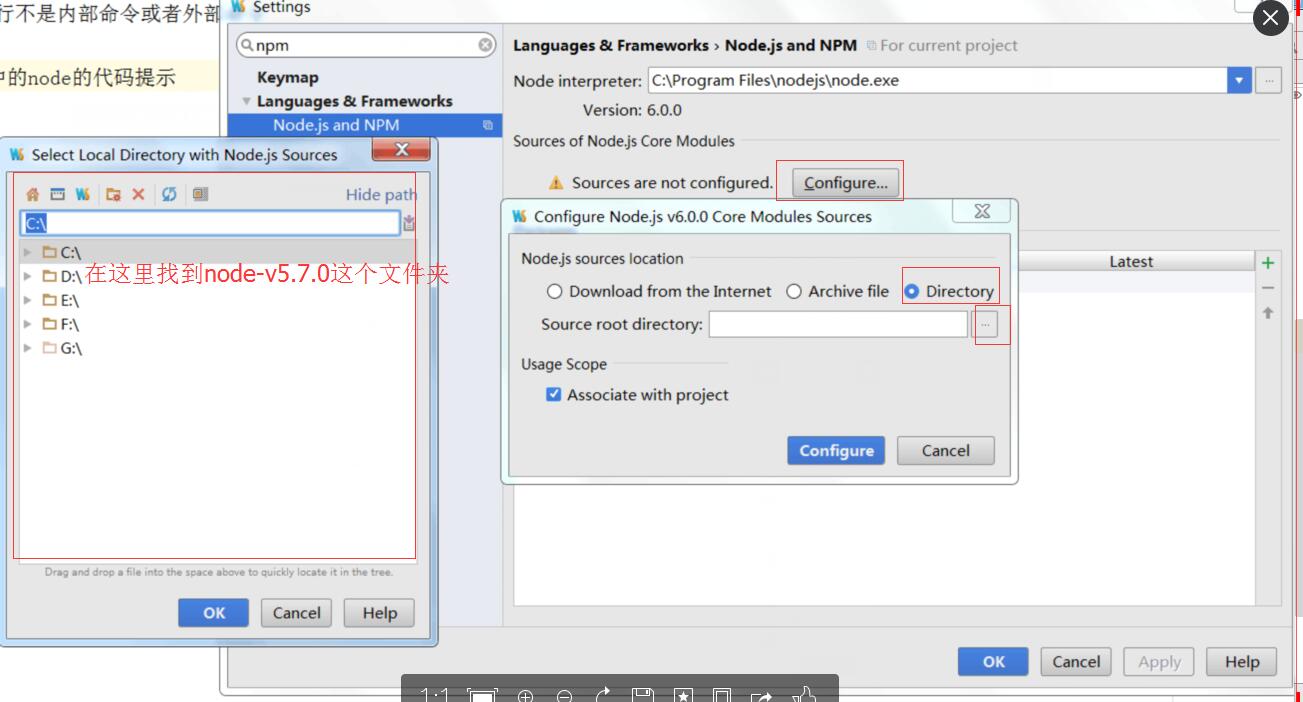 行不是内部命令或者外部
中的node的代码提示
Settings
npm
Keymap
Languages & Frameworks
Node.js and NPM
Languages & Frameworks › Node.js and NPM For current project
Node interpreter: C:\Program Files\nodejs\node.exe ...
Version: 6.0.0
Sources of Node.js Core Modules
Sources are not configured. Configure...
Latest
Select Local Directory with Node.js Sources
Hide path
C:\
C:\
D:\
在这里找到node-v5.7.0这个文件夹
E:\
F:\
G:\
Drag and drop a file into the space above to quickly locate it in the tree.
OK Cancel Help
Configure Node.js v6.0.0 Core Modules Sources
Node.js sources location
Download from the Internet Archive file Directory
Source root directory: ...
Usage Scope
Associate with project
Configure Cancel
OK Cancel Apply Help
1:1